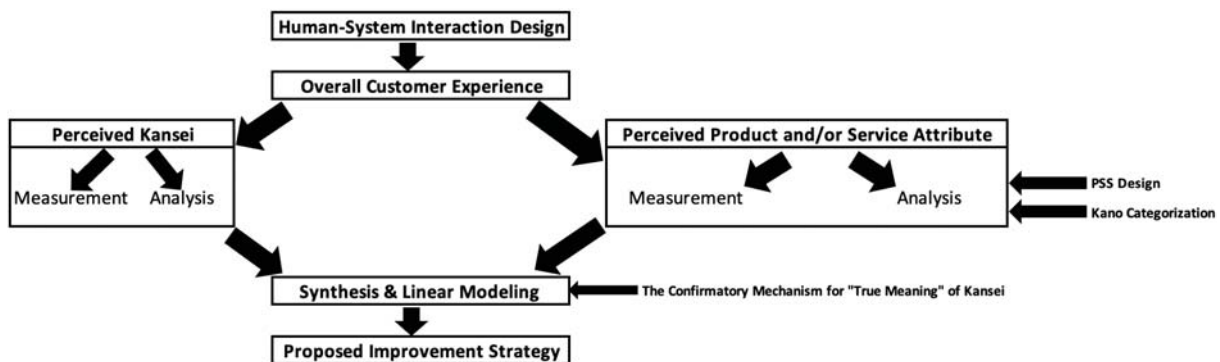 Human-System Interaction Design
Overall Customer Experience
Perceived Kansei
Measurement Analysis
Perceived Product and/or Service Attribute
Measurement Analysis
PSS Design
Kano Categorization
Synthesis & Linear Modeling
The Confirmatory Mechanism for "True Meaning" of Kansei
Proposed Improvement Strategy